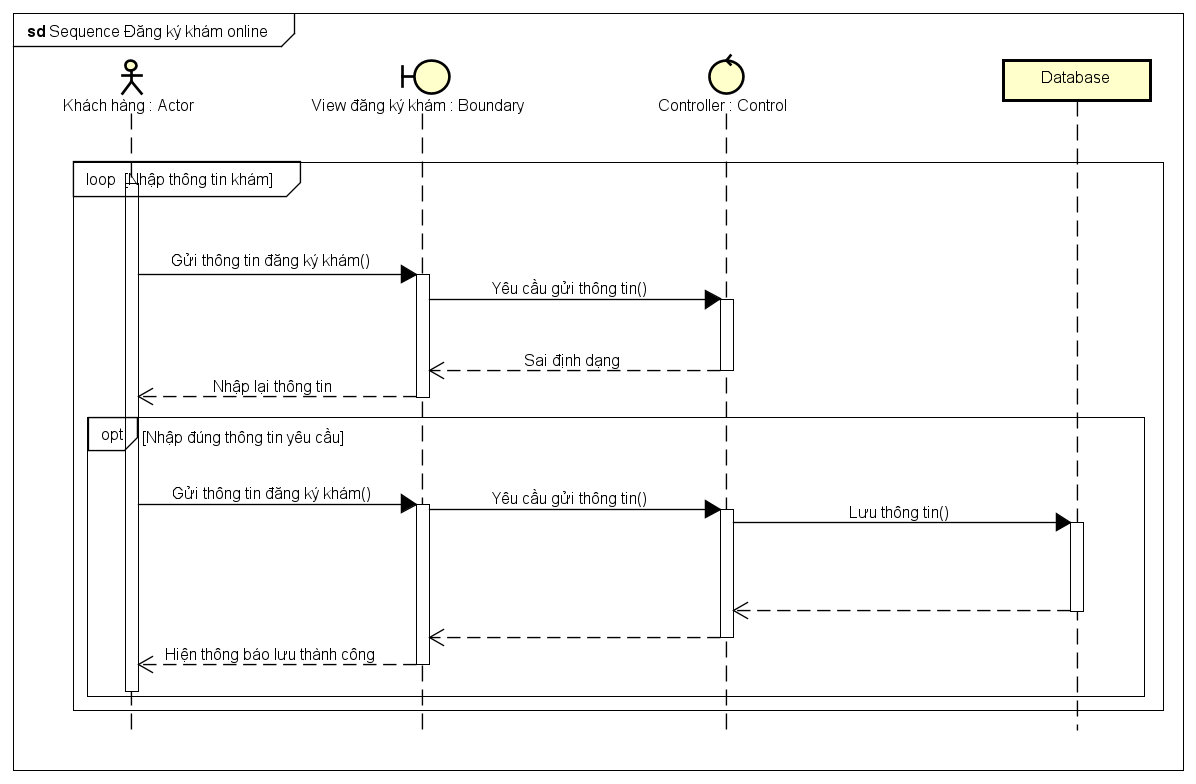 sd Sequence Đăng ký khám online
Khách hàng : Actor
View đăng ký khám : Boundary
Controller : Control
Database
loop [Nhập thông tin khám]
Gửi thông tin đăng ký khám()
Yêu cầu gửi thông tin()
Sai định dạng
Nhập lại thông tin
opt [Nhập đúng thông tin yêu cầu]
Gửi thông tin đăng ký khám()
Yêu cầu gửi thông tin()
Lưu thông tin()
Hiện thông báo lưu thành công